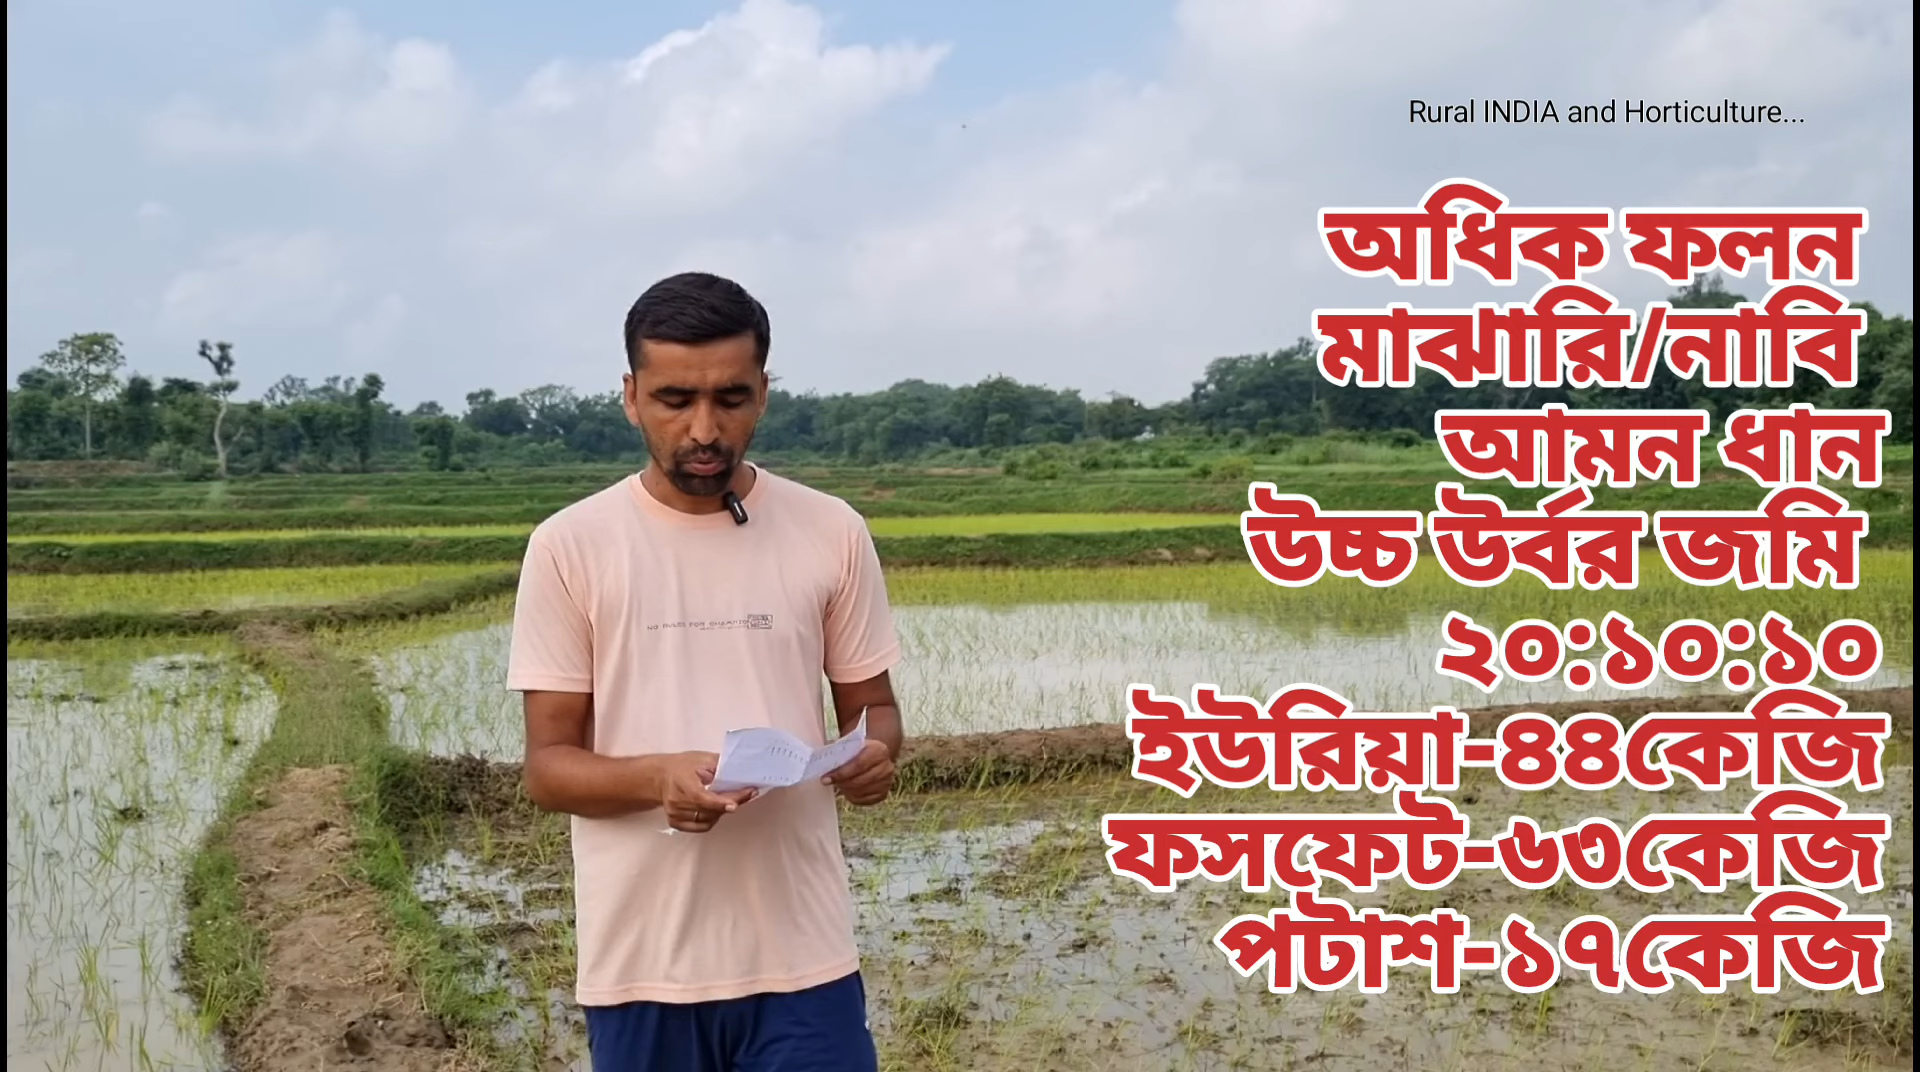 Rural INDIA and Horticulture...
অধিক ফলন
মাঝারি/নাবি
আমন ধান
উচ্চ উর্বর জমি
২০:১০:১০
ইউরিয়া-৪৪কেজি
ফসফেট-৬৩কেজি
পটাশ-১৭কেজি